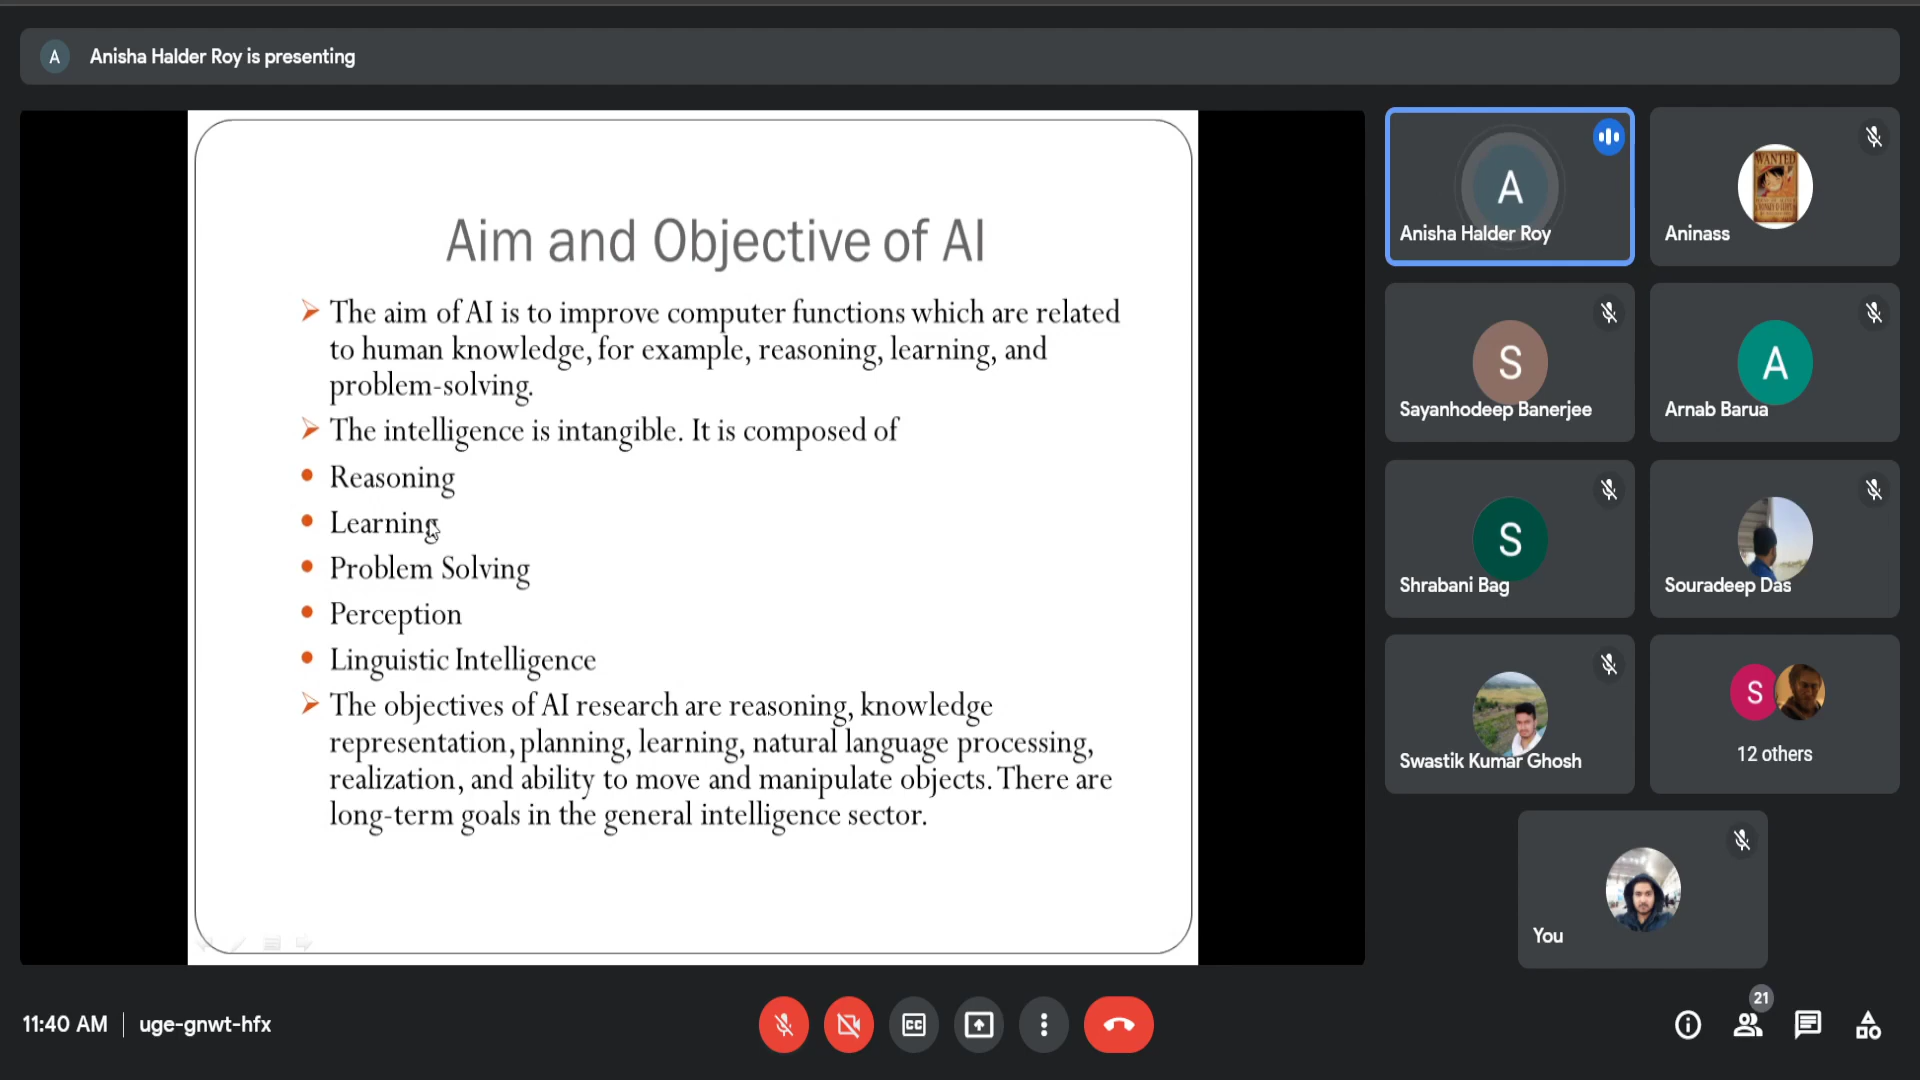 A Anisha Halder Roy is presenting
Aim and Objective of AI
The aim of AI is to improve computer functions which are related
to human knowledge, for example, reasoning, learning, and
problem-solving.
The intelligence is intangible. It is composed of
Reasoning
Learning
Problem Solving
Perception
Linguistic Intelligence
The objectives of AI research are reasoning, knowledge
representation, planning, learning, natural language processing,
realization, and ability to move and manipulate objects. There are
long-term goals in the general intelligence sector.
A
Anisha Halder Roy
WANTED
Aninass
S
Sayanhodeep Banerjee
A
Arnab Barua
S
Shrabani Bag
Souradeep Das
Swastik Kumar Ghosh
S
12 others
You
11:40 AM | uge-gnwt-hfx
CC
21